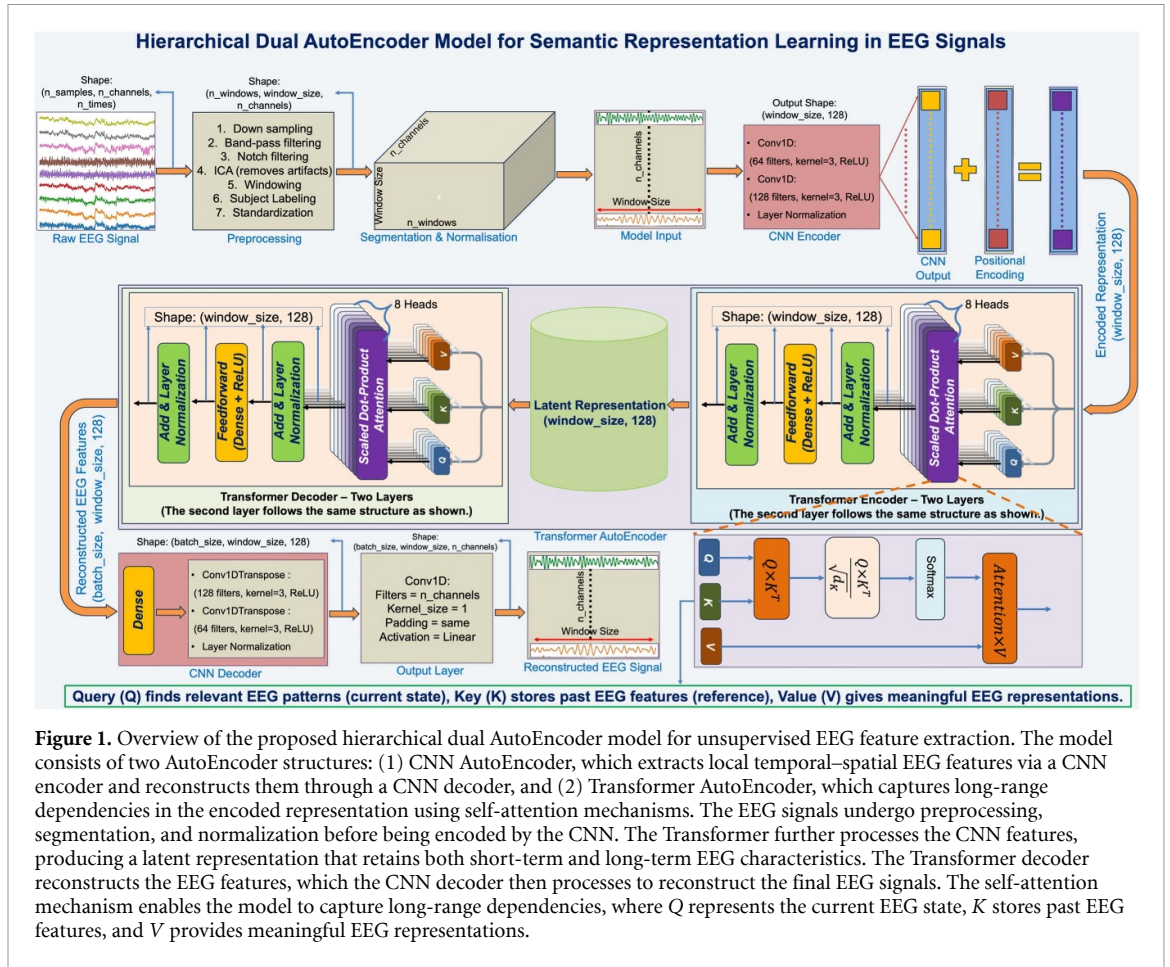 Hierarchical Dual AutoEncoder Model for Semantic Representation Learning in EEG Signals
Shape:
(n_samples, n_channels,
n_times)
Raw EEG Signal
Shape:
(n_windows, window_size,
n_channels)
1. Down sampling
2. Band-pass filtering
3. Notch filtering
4. ICA (removes artifacts)
5. Windowing
6. Subject Labeling
7. Standardization
Preprocessing
n_channels
Window Size
n_windows
Segmentation & Normalisation
n_channels
Window Size
Model Input
Output Shape:
(window_size, 128)
• Conv1D:
(64 filters, kernel=3, ReLU)
• Conv1D:
(128 filters, kernel=3, ReLU)
• Layer Normalization
CNN Encoder
CNN
Output
Positional
Encoding
Encoded Representation
(window_size, 128)
Shape: (window_size, 128)
8 Heads
Add & Layer
Normalization
Feedforward
(Dense + ReLU)
Add & Layer
Normalization
Scaled Dot-Product
Attention
V
K
Q
Transformer Decoder – Two Layers
(The second layer follows the same structure as shown.)
Latent Representation
(window_size, 128)
Transformer AutoEncoder
Shape: (window_size, 128)
8 Heads
Add & Layer
Normalization
Feedforward
(Dense + ReLU)
Add & Layer
Normalization
Scaled Dot-Product
Attention
V
K
Q
Transformer Encoder – Two Layers
(The second layer follows the same structure as shown.)
Reconstructed EEG Features
(batch_size, window_size, 128)
Shape: (batch_size, window_size, 128)
Dense
• Conv1DTranspose :
(128 filters, kernel=3, ReLU)
• Conv1DTranspose :
(64 filters, kernel=3, ReLU)
• Layer Normalization
CNN Decoder
Shape:
(batch_size, window_size, n_channels)
Conv1D:
Filters = n_channels
Kernel_size = 1
Padding = same
Activation = Linear
Output Layer
n_channels
Window Size
Reconstructed EEG Signal
Q
K
V
Q×Kᵀ
Q×Kᵀ
√dₖ
Softmax
Attention×V
Query (Q) finds relevant EEG patterns (current state), Key (K) stores past EEG features (reference), Value (V) gives meaningful EEG representations.
Figure 1. Overview of the proposed hierarchical dual AutoEncoder model for unsupervised EEG feature extraction. The model
consists of two AutoEncoder structures: (1) CNN AutoEncoder, which extracts local temporal–spatial EEG features via a CNN
encoder and reconstructs them through a CNN decoder, and (2) Transformer AutoEncoder, which captures long-range
dependencies in the encoded representation using self-attention mechanisms. The EEG signals undergo preprocessing,
segmentation, and normalization before being encoded by the CNN. The Transformer further processes the CNN features,
producing a latent representation that retains both short-term and long-term EEG characteristics. The Transformer decoder
reconstructs the EEG features, which the CNN decoder then processes to reconstruct the final EEG signals. The self-attention
mechanism enables the model to capture long-range dependencies, where Q represents the current EEG state, K stores past EEG
features, and V provides meaningful EEG representations.